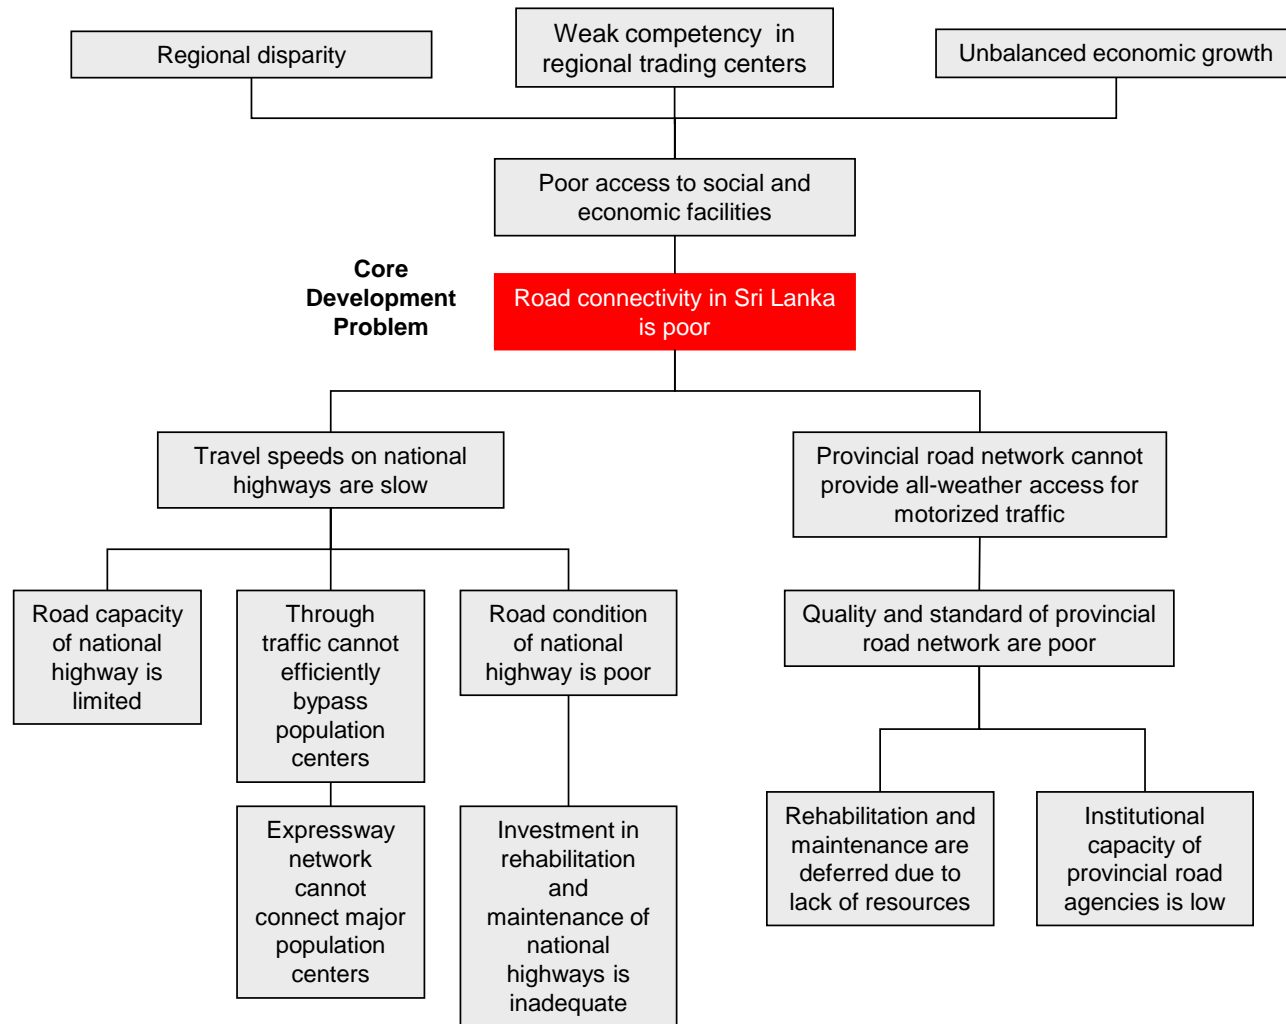 Regional disparity
Weak competency in
regional trading centers
Unbalanced economic growth
Poor access to social and
economic facilities
Core
Development
Problem
Road connectivity in Sri Lanka
is poor
Travel speeds on national
highways are slow
Provincial road network cannot
provide all-weather access for
motorized traffic
Road capacity
of national
highway is
limited
Through
traffic cannot
efficiently
bypass
population
centers
Road condition
of national
highway is poor
Quality and standard of provincial
road network are poor
Expressway
network
cannot
connect major
population
centers
Investment in
rehabilitation
and
maintenance of
national
highways is
inadequate
Rehabilitation and
maintenance are
deferred due to
lack of resources
Institutional
capacity of
provincial road
agencies is low